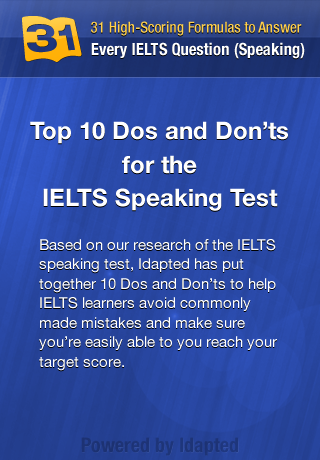 31
31 High-Scoring Formulas to Answer
Every IELTS Question (Speaking)
Top 10 Dos and Don'ts
for the
IELTS Speaking Test
Based on our research of the IELTS
speaking test, Idapted has put
together 10 Dos and Don'ts to help
IELTS learners avoid commonly
made mistakes and make sure
you're easily able to you reach your
target score.
Powered by Idapted